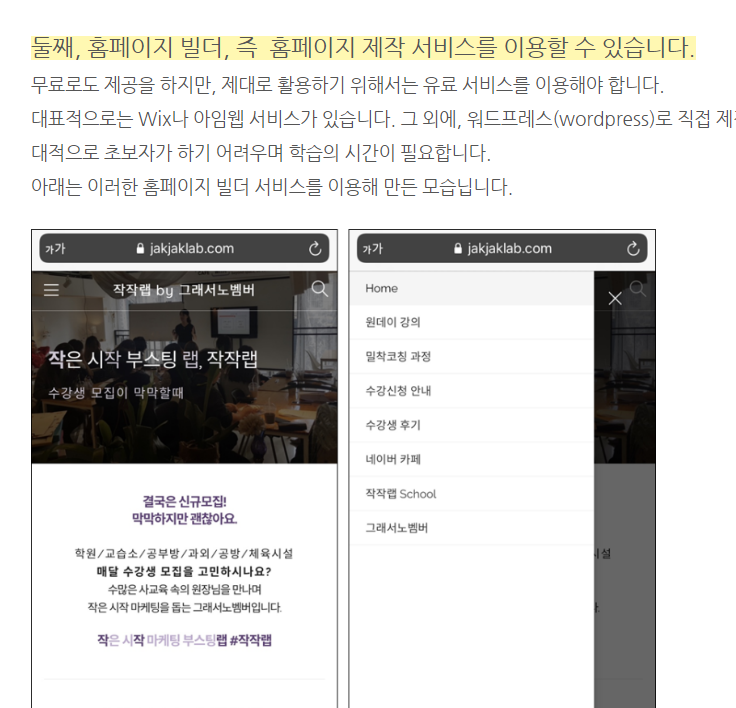 둘째, 홈페이지 빌더, 즉 홈페이지 제작 서비스를 이용할 수 있습니다.
무료로도 제공을 하지만, 제대로 활용하기 위해서는 유료 서비스를 이용해야 합니다.
대표적으로는 Wix나 아임웹 서비스가 있습니다. 그 외에, 워드프레스(wordpress)로 직접
대적으로 초보자가 하기 어려우며 학습의 시간이 필요합니다.
아래는 이러한 홈페이지 빌더 서비스를 이용해 만든 모습닙니다.
가가 jakjaklab.com
작작랩 by 그래서노벰버
작은 시작 부스팅 랩, 작작랩
수강생 모집이 막막할때
결국은 신규모집!
막막하지만 괜찮아요.
학원/교습소/공부방/과외/공방/체육시설
매달 수강생 모집을 고민하시나요?
수많은 사교육 속의 원장님을 만나며
작은 시작 마케팅을 돕는 그래서노벰버입니다.
작은 시작 마케팅 부스팅랩 #작작랩
가가 jakjaklab.com
Home
원데이 강의
밀착코칭 과정
수강신청 안내
수강생 후기
네이버 카페
작작랩 School
그래서노벰버